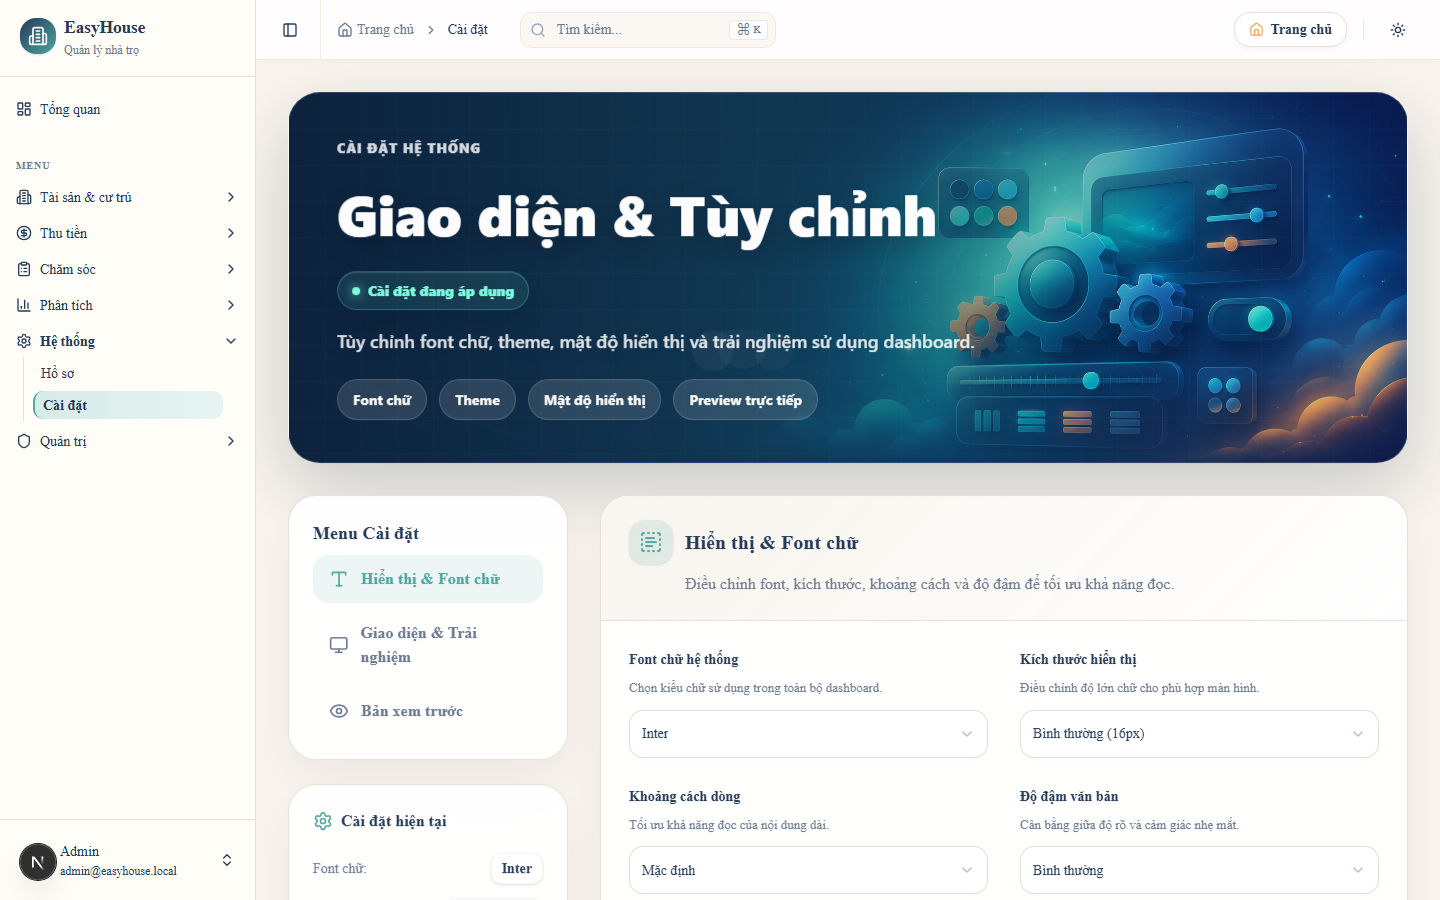 EasyHouse
Quản lý nhà trọ
Tổng quan
MENU
Tài sản & cư trú
Thu tiền
Chăm sóc
Phân tích
Hệ thống
Hồ sơ
Cài đặt
Quản trị
Admin
admin@easyhouse.local
Trang chủ
Cài đặt
Tìm kiếm...
⌘ K
Trang chủ
CÀI ĐẶT HỆ THỐNG
Giao diện & Tùy chỉnh
Cài đặt đang áp dụng
Tùy chỉnh font chữ, theme, mật độ hiển thị và trải nghiệm sử dụng dashboard.
Font chữ
Theme
Mật độ hiển thị
Preview trực tiếp
Menu Cài đặt
Hiển thị & Font chữ
Giao diện & Trải
nghiệm
Bản xem trước
Cài đặt hiện tại
Font chữ:
Inter
Hiển thị & Font chữ
Điều chỉnh font, kích thước, khoảng cách và độ đậm để tối ưu khả năng đọc.
Font chữ hệ thống
Chọn kiểu chữ sử dụng trong toàn bộ dashboard.
Inter
Kích thước hiển thị
Điều chỉnh độ lớn chữ cho phù hợp màn hình.
Bình thường (16px)
Khoảng cách dòng
Tối ưu khả năng đọc của nội dung dài.
Mặc định
Độ đậm văn bản
Cân bằng giữa độ rõ và cảm giác nhẹ mắt.
Bình thường